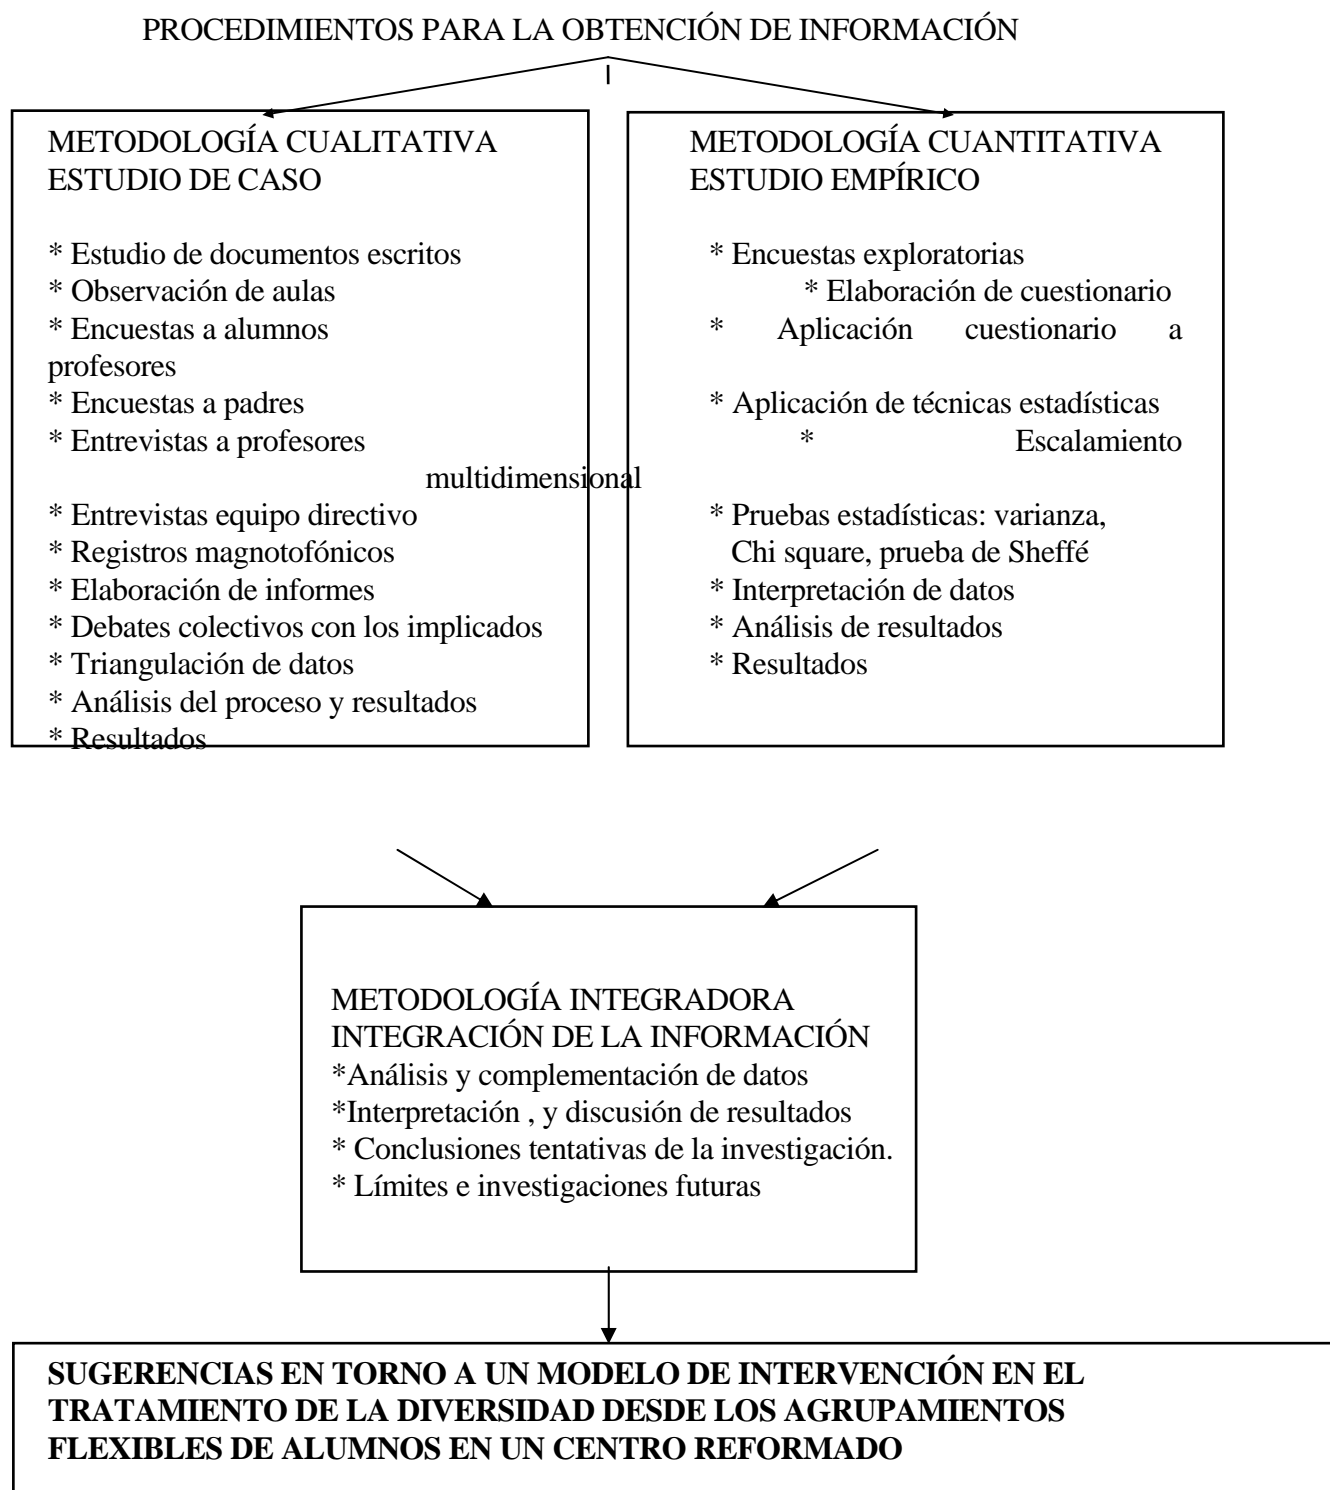 PROCEDIMIENTOS PARA LA OBTENCIÓN DE INFORMACIÓN
METODOLOGÍA CUALITATIVA
ESTUDIO DE CASO
* Estudio de documentos escritos
* Observación de aulas
* Encuestas a alumnos
profesores
* Encuestas a padres
* Entrevistas a profesores
multidimensional
* Entrevistas equipo directivo
* Registros magnotofónicos
* Elaboración de informes
* Debates colectivos con los implicados
* Triangulación de datos
* Análisis del proceso y resultados
* Resultados
METODOLOGÍA CUANTITATIVA
ESTUDIO EMPÍRICO
* Encuestas exploratorias
* Elaboración de cuestionario
* Aplicación cuestionario a
* Aplicación de técnicas estadísticas
* Escalamiento
* Pruebas estadísticas: varianza,
Chi square, prueba de Sheffé
* Interpretación de datos
* Análisis de resultados
* Resultados
METODOLOGÍA INTEGRADORA
INTEGRACIÓN DE LA INFORMACIÓN
*Análisis y complementación de datos
*Interpretación , y discusión de resultados
* Conclusiones tentativas de la investigación.
* Límites e investigaciones futuras
SUGERENCIAS EN TORNO A UN MODELO DE INTERVENCIÓN EN EL
TRATAMIENTO DE LA DIVERSIDAD DESDE LOS AGRUPAMIENTOS
FLEXIBLES DE ALUMNOS EN UN CENTRO REFORMADO